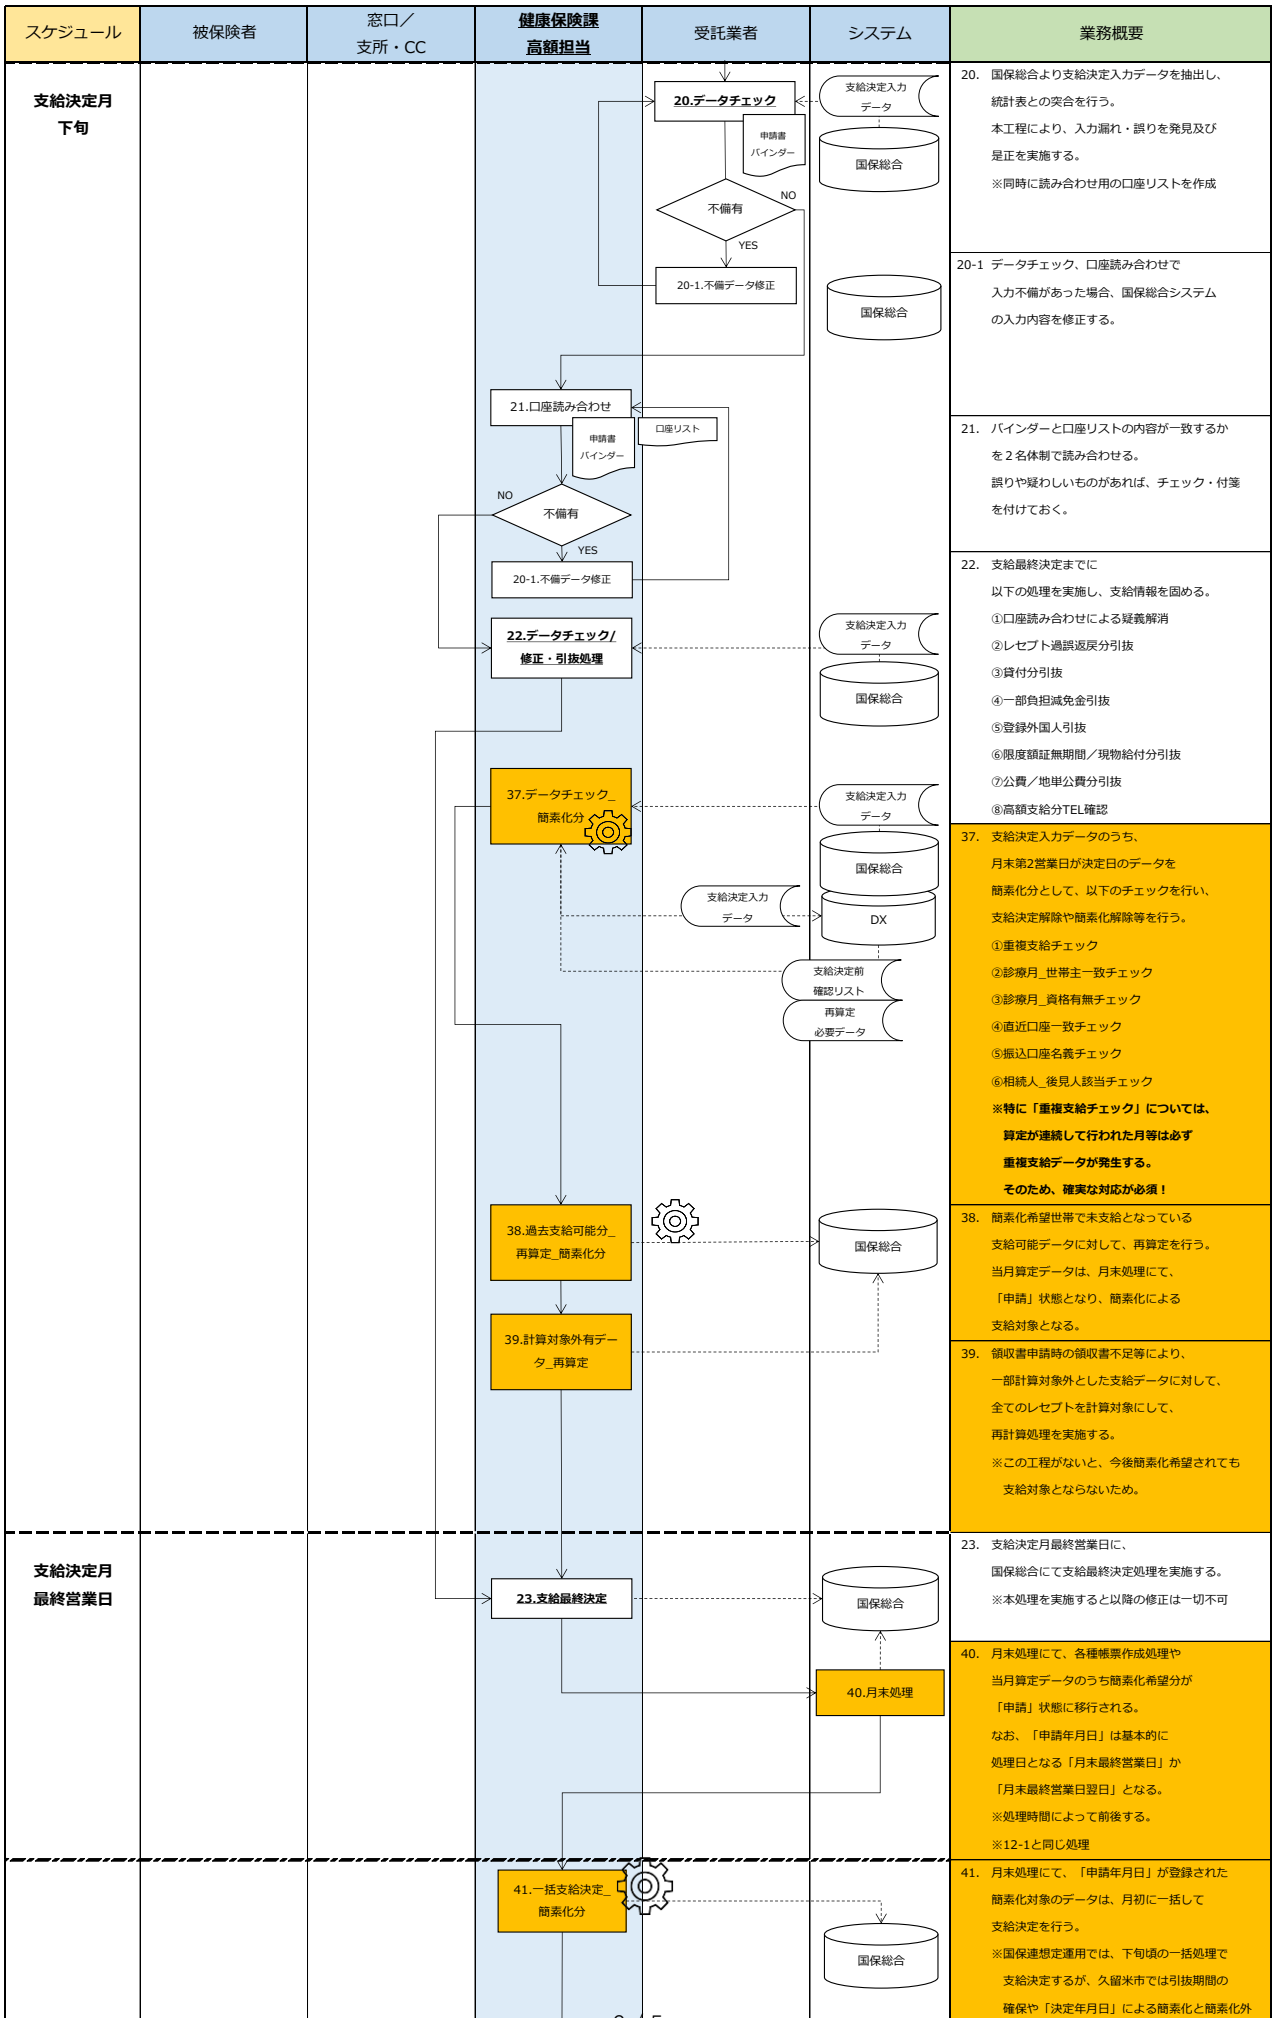 スケジュール
被保険者
窓口／
支所・CC
健康保険課
高額担当
受託業者
システム
業務概要
支給決定月
下旬
20.データチェック
申請書
バインダー
支給決定入力
データ
国保総合
不備有
NO
YES
20-1.不備データ修正
国保総合
20. 国保総合より支給決定入力データを抽出し、
統計表との突合を行う。
本工程により、入力漏れ・誤りを発見及び
是正を実施する。
※同時に読み合わせ用の口座リストを作成
20-1 データチェック、口座読み合わせで
入力不備があった場合、国保総合システム
の入力内容を修正する。
21.口座読み合わせ
申請書
バインダー
口座リスト
NO
不備有
YES
20-1.不備データ修正
21. バインダーと口座リストの内容が一致するか
を２名体制で読み合わせる。
誤りや疑わしいものがあれば、チェック・付箋
を付けておく。
22.データチェック/
修正・引抜処理
支給決定入力
データ
国保総合
22. 支給最終決定までに
以下の処理を実施し、支給情報を固める。
①口座読み合わせによる疑義解消
②レセプト過誤返戻分引抜
③貸付分引抜
④一部負担減免金引抜
⑤登録外国人引抜
⑥限度額証無期間／現物給付分引抜
⑦公費／地単公費分引抜
⑧高額支給分TEL確認
37.データチェック_
簡素化分
支給決定入力
データ
国保総合
支給決定入力
データ
DX
支給決定前
確認リスト
再算定
必要データ
37. 支給決定入力データのうち、
月末第2営業日が決定日のデータを
簡素化分として、以下のチェックを行い、
支給決定解除や簡素化解除等を行う。
①重複支給チェック
②診療月_世帯主一致チェック
③診療月_資格有無チェック
④直近口座一致チェック
⑤振込口座名義チェック
⑥相続人_後見人該当チェック
※特に「重複支給チェック」については、
算定が連続して行われた月等は必ず
重複支給データが発生する。
そのため、確実な対応が必須！
38.過去支給可能分_
再算定_簡素化分
国保総合
38. 簡素化希望世帯で未支給となっている
支給可能データに対して、再算定を行う。
当月算定データは、月末処理にて、
「申請」状態となり、簡素化による
支給対象となる。
39.計算対象外有デー
タ_再算定
39. 領収書申請時の領収書不足等により、
一部計算対象外とした支給データに対して、
全てのレセプトを計算対象にして、
再計算処理を実施する。
※この工程がないと、今後簡素化希望されても
支給対象とならないため。
支給決定月
最終営業日
23.支給最終決定
国保総合
23. 支給決定月最終営業日に、
国保総合にて支給最終決定処理を実施する。
※本処理を実施すると以降の修正は一切不可
40.月末処理
40. 月末処理にて、各種帳票作成処理や
当月算定データのうち簡素化希望分が
「申請」状態に移行される。
なお、「申請年月日」は基本的に
処理日となる「月末最終営業日」か
「月末最終営業日翌日」となる。
※処理時間によって前後する。
※12-1と同じ処理
41.一括支給決定_
簡素化分
国保総合
41. 月末処理にて、「申請年月日」が登録された
簡素化対象のデータは、月初に一括して
支給決定を行う。
※国保連想定運用では、下旬頃の一括処理で
支給決定するが、久留米市では引抜期間の
確保や「決定年月日」による簡素化と簡素化外